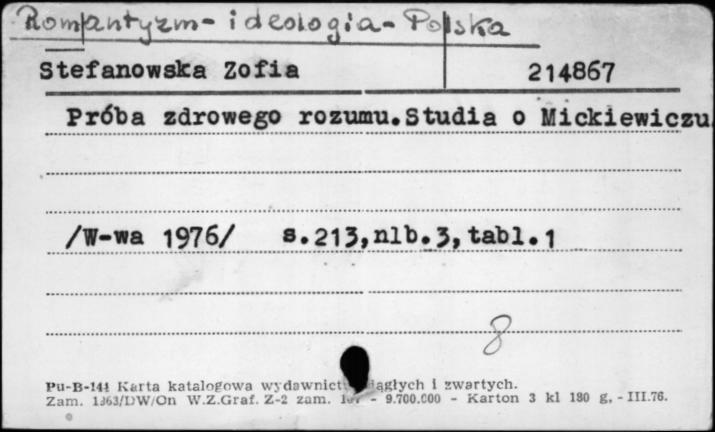 Romantyzm - ideologia - Polska
Stefanowska Zofia 214867
Próba zdrowego rozumu. Studia o Mickiewiczu
/W-wa 1976/ s.213,nlb.3,tabl.1
8
Pu-B-141 Karta katalogowa wydawnictw ciągłych i zwartych.
Zam. 1363/DW/On W.Z.Graf. Z-2 zam. - 9.700.000 - Karton 3 kl 180 g. - III.76.